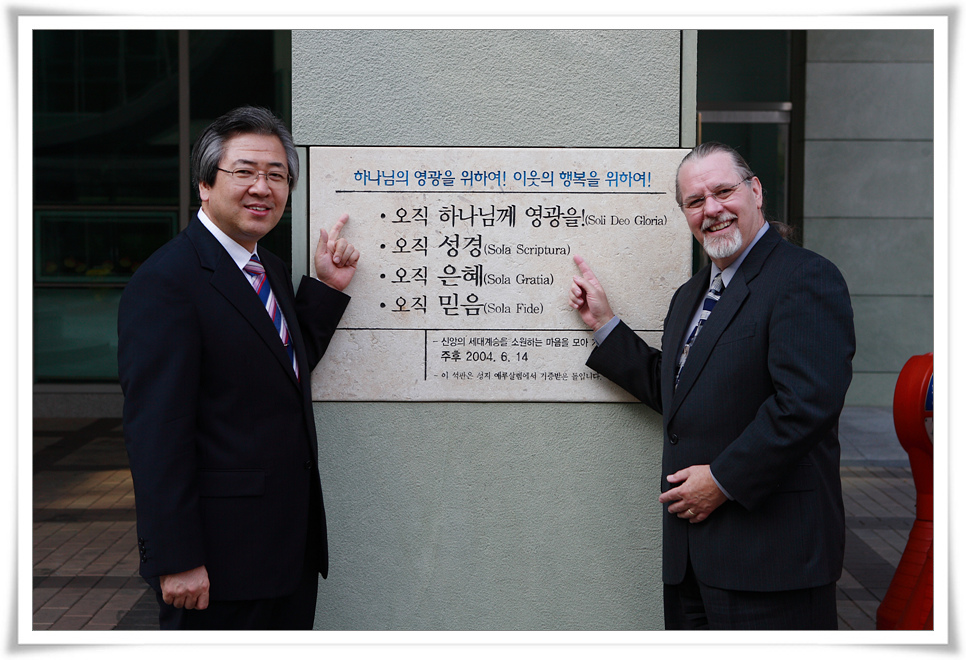 하나님의 영광을 위하여! 이웃의 행복을 위하여!
• 오직 하나님께 영광을!(Soli Deo Gloria)
• 오직 성경(Sola Scriptura)
• 오직 은혜(Sola Gratia)
• 오직 믿음(Sola Fide)
- 신앙의 세대계승을 소원하는 마음을 모아
주후 2004. 6. 14
- 이 석판은 성지 예루살렘에서 기증받은 돌입니다.